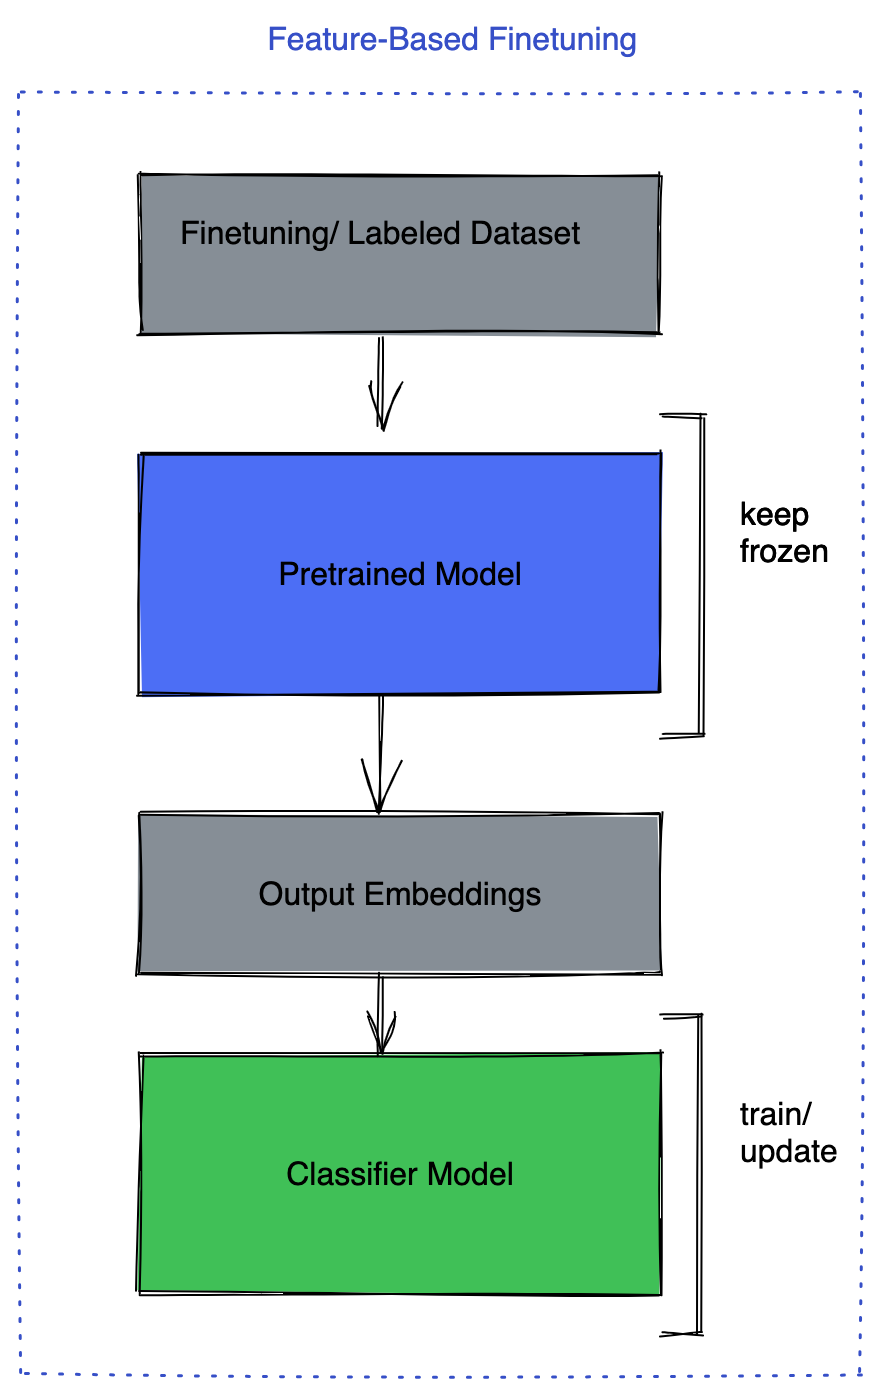 Feature-Based Finetuning
Finetuning/ Labeled Dataset
keep
frozen
Pretrained Model
Output Embeddings
train/
update
Classifier Model